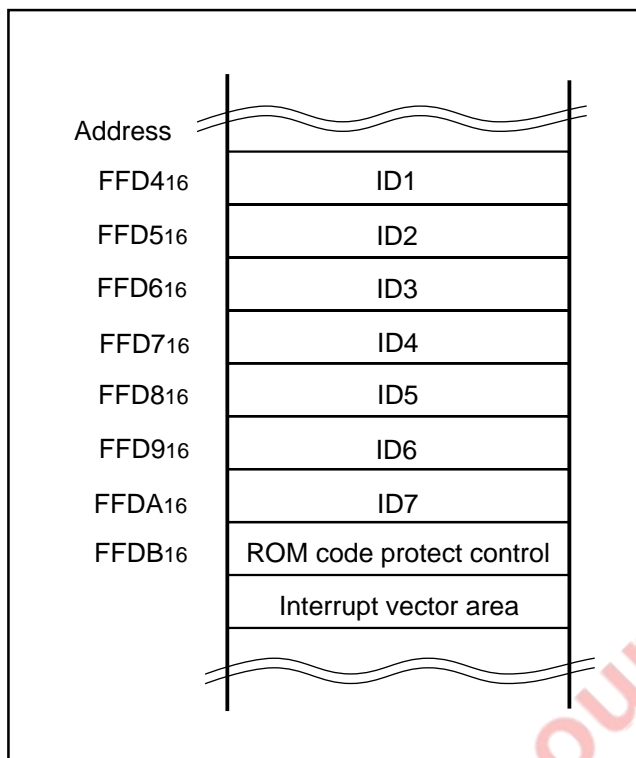 Address
FFD416 ID1
FFD516 ID2
FFD616 ID3
FFD716 ID4
FFD816 ID5
FFD916 ID6
FFDA16 ID7
FFDB16 ROM code protect control
Interrupt vector area